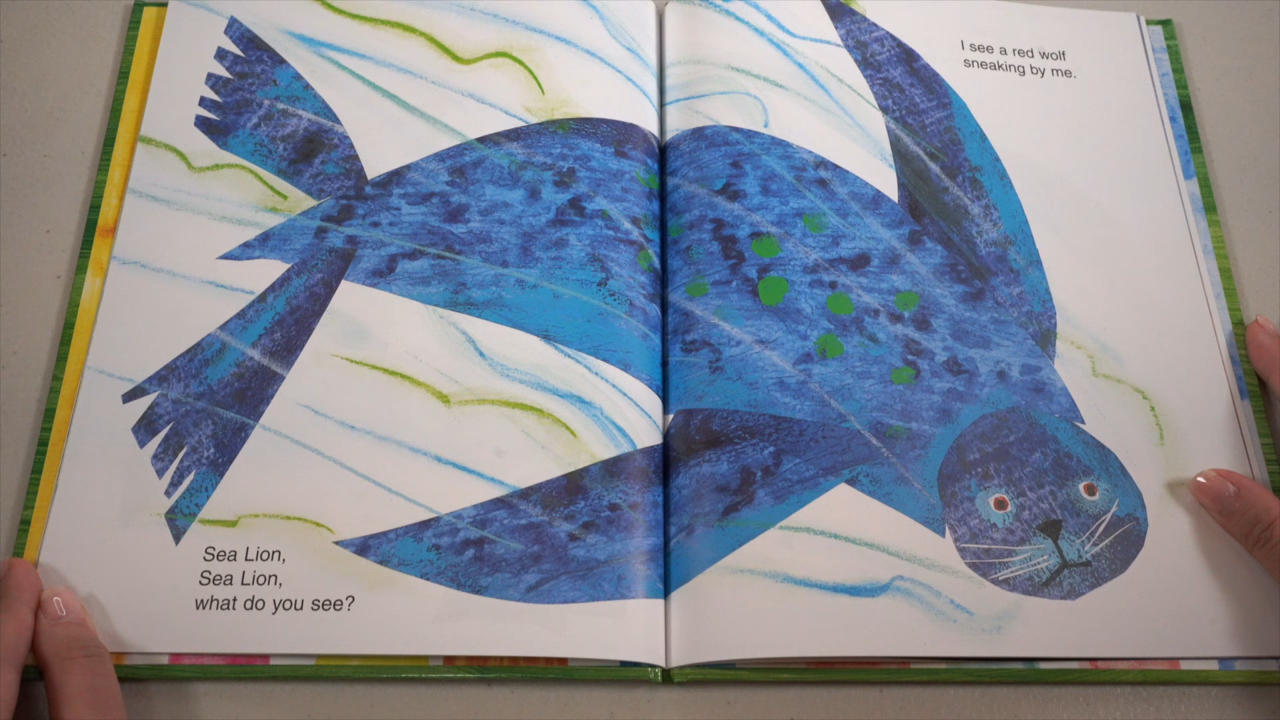 Sea Lion,
Sea Lion,
what do you see?
I see a red wolf
sneaking by me.